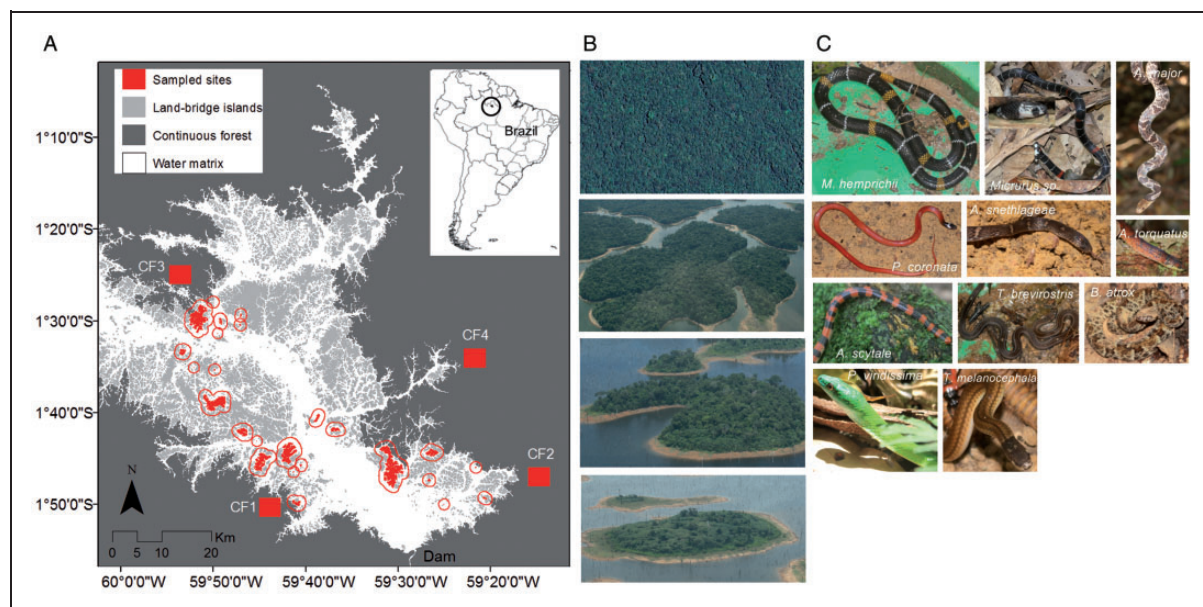 A
B
C
Sampled sites
Land-bridge islands
Continuous forest
Water matrix
Brazil
1°10'0"S
1°20'0"S
1°30'0"S
1°40'0"S
1°50'0"S
CF3
CF4
CF2
CF1
N
0 5 10 20
Km
Dam
60°0'0"W
59°50'0"W
59°40'0"W
59°30'0"W
59°20'0"W
M. hemprichii
Micrurus sp.
A. major
P. coronata
A. snethlageae
A. torquatus
A. scytale
T. brevirostris
B. atrox
P. viridissima
T. melanocephala